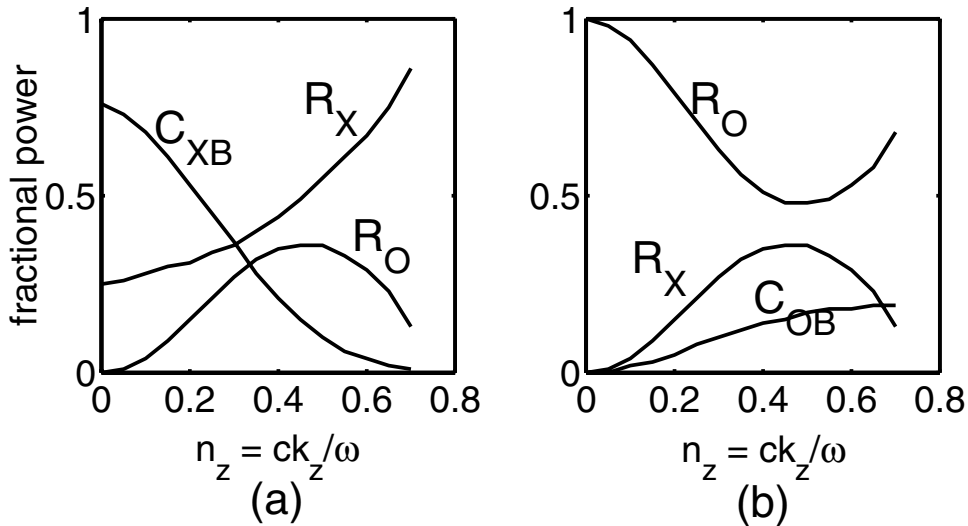 fractional power
1
0.5
0
0 0.2 0.4 0.6 0.8
C_XB
R_X
R_O
n_z = ck_z/ω
(a)
1
0.5
0
0 0.2 0.4 0.6 0.8
R_O
R_X
C_OB
n_z = ck_z/ω
(b)